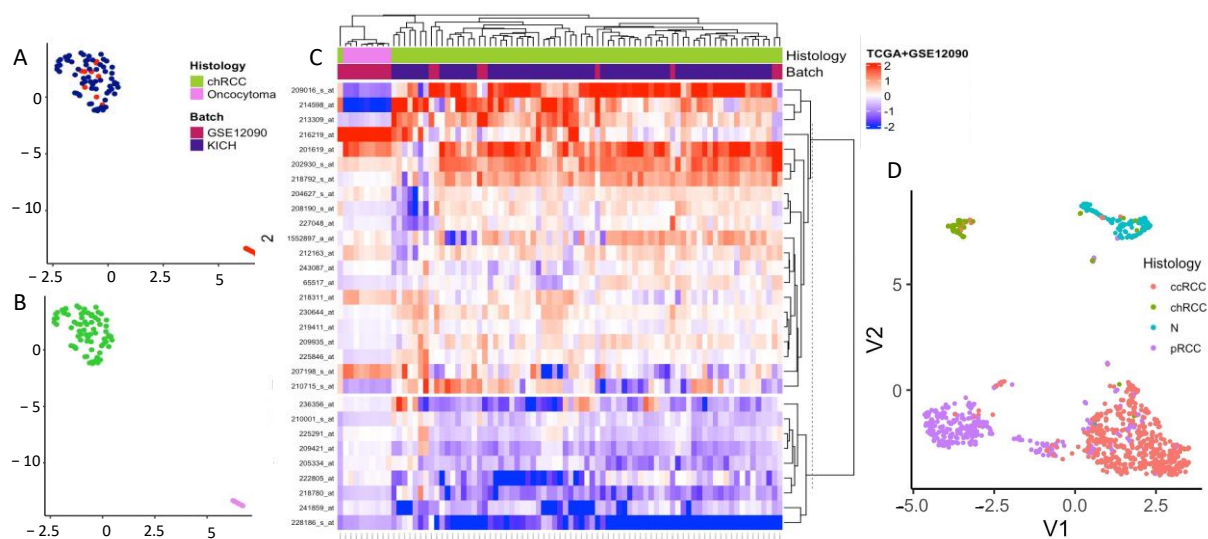 A
0
− 5
− 10
− 2.5
0
2.5
5
Histology
chRCC
Oncocytoma
Batch
GSE12090
KICH
B
0
− 5
− 10
− 2.5
0
2.5
5
2
C
Histology
Batch
209016_s_at
214598_at
213309_at
216219_at
201619_at
202930_s_at
218792_s_at
204627_s_at
208190_s_at
227048_at
1552897_a_at
212163_at
243087_at
65517_at
218311_at
230644_at
219411_at
209935_at
225846_at
207198_s_at
210715_s_at
236356_at
210001_s_at
225291_at
209421_at
205334_at
222805_at
218780_at
241859_at
228186_s_at
TCGA+GSE12090
2
1
0
-1
-2
D
5
0
−5.0
−2.5
0.0
2.5
V1
V2
Histology
ccRCC
chRCC
N
pRCC